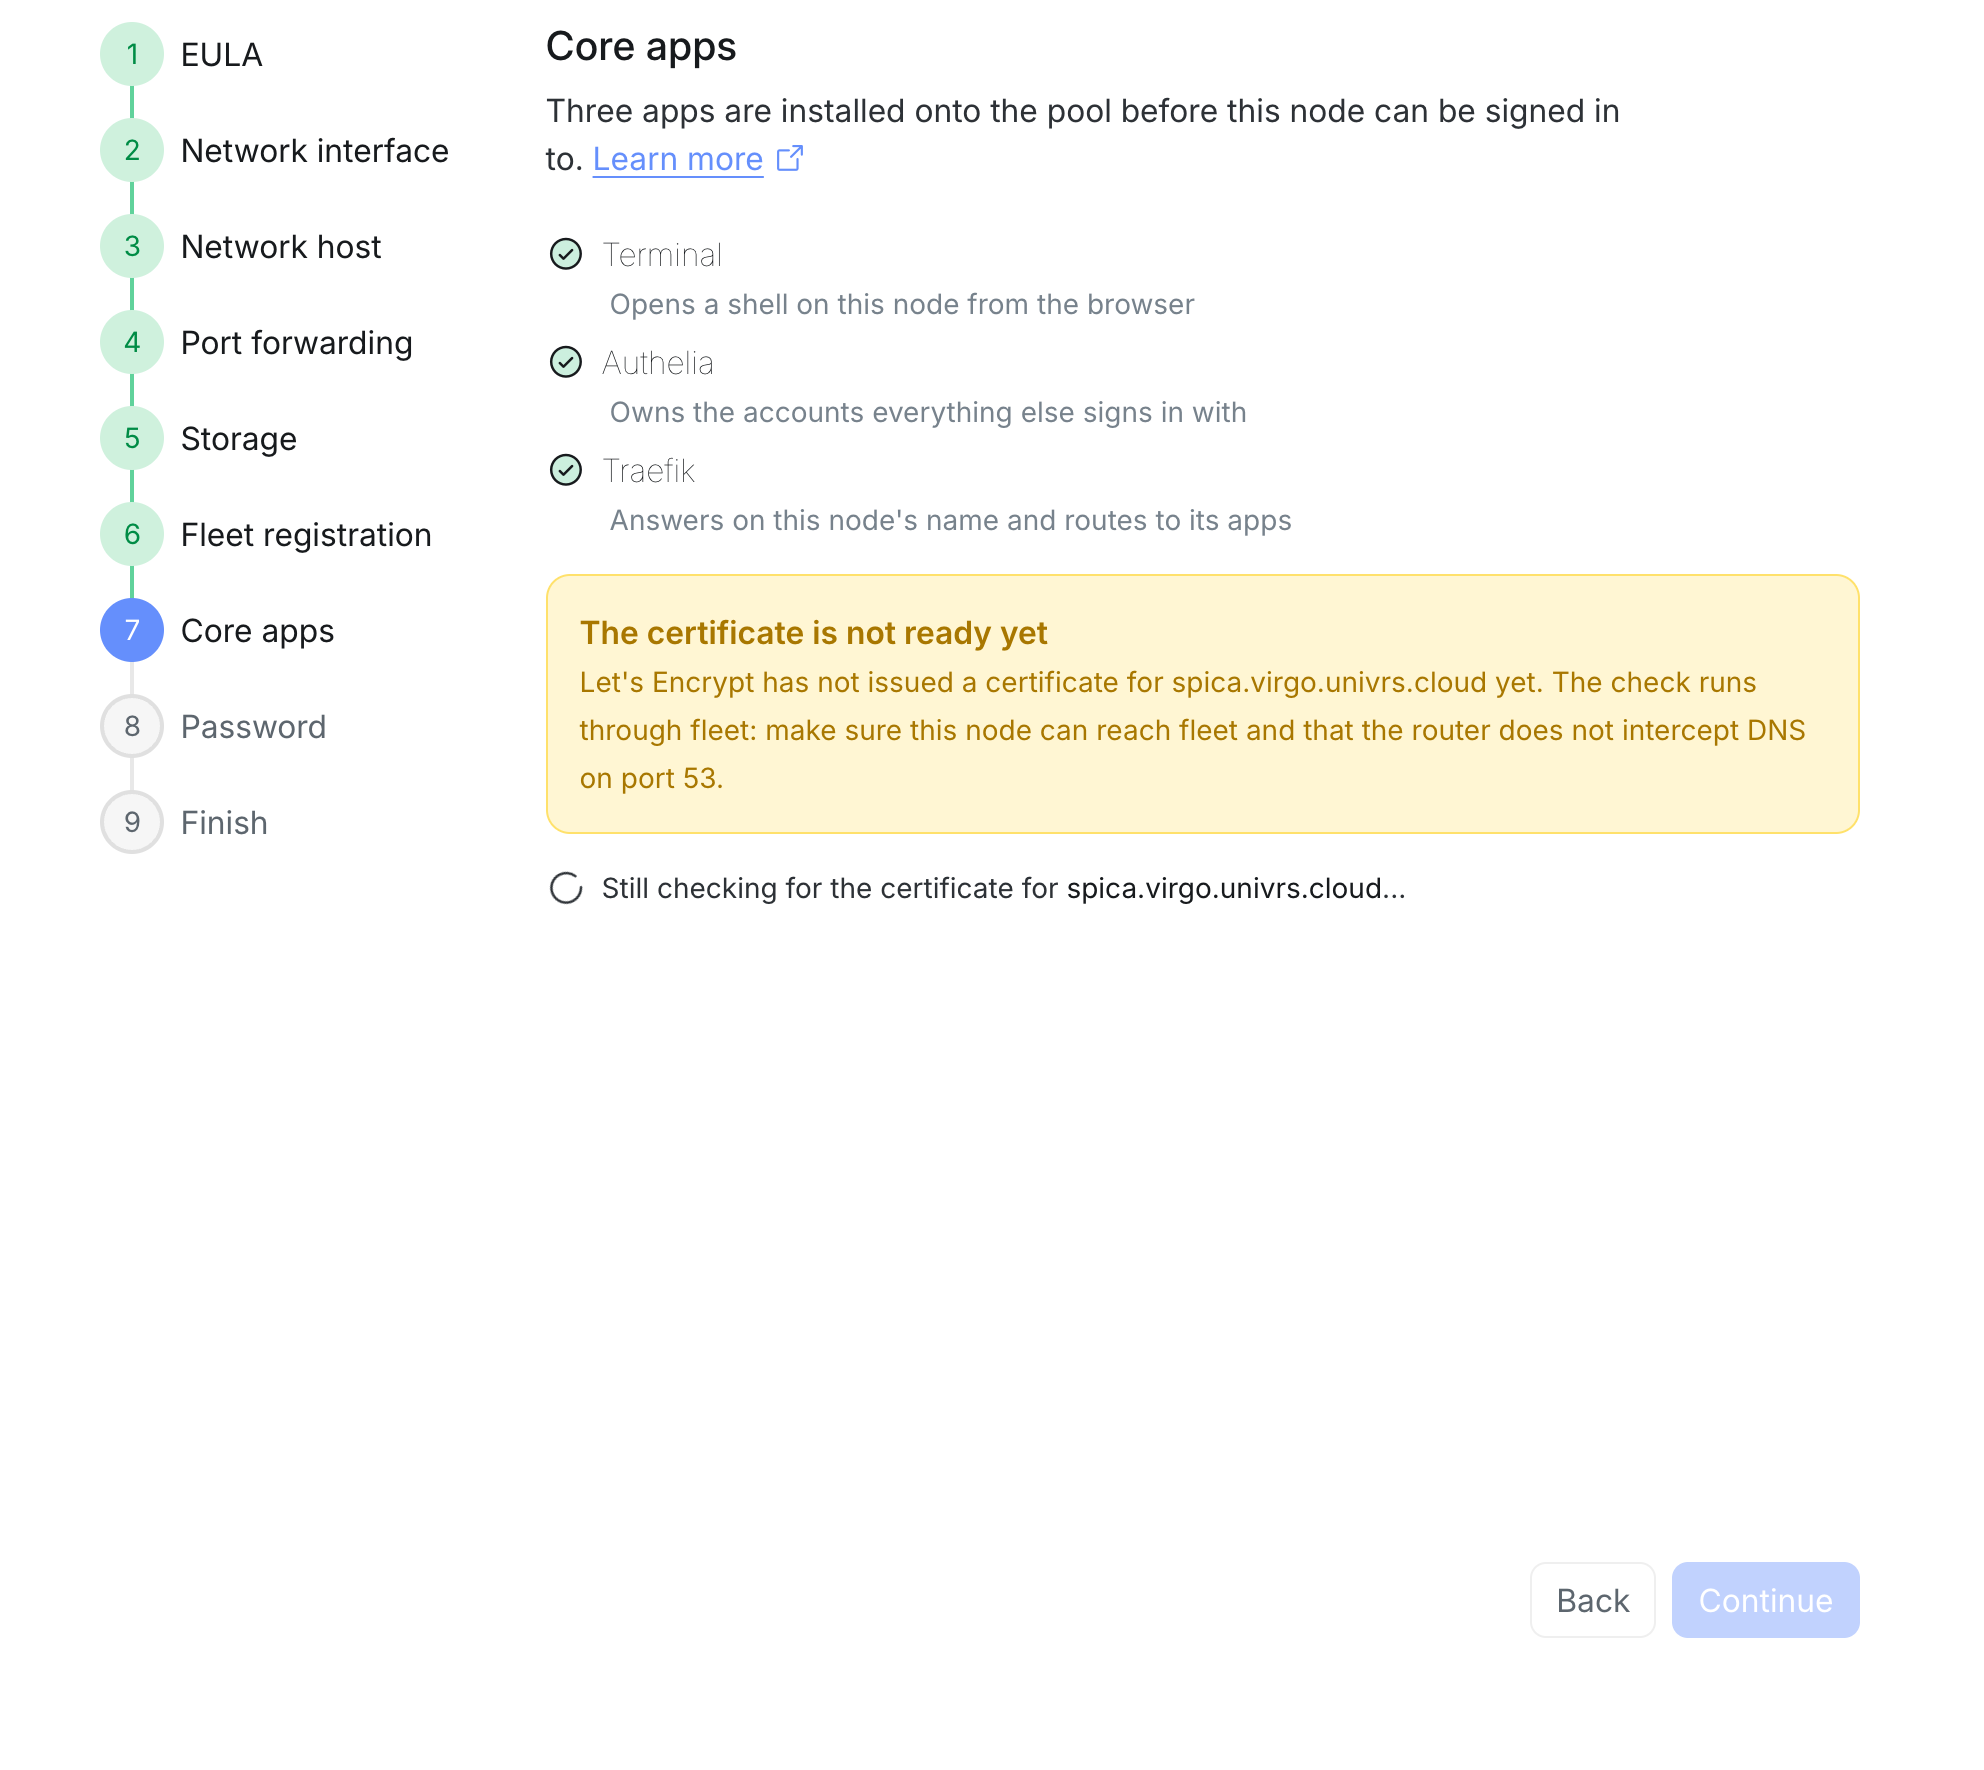 1 EULA
2 Network interface
3 Network host
4 Port forwarding
5 Storage
6 Fleet registration
7 Core apps
8 Password
9 Finish
Core apps
Three apps are installed onto the pool before this node can be signed in
to. Learn more
Terminal
Opens a shell on this node from the browser
Authelia
Owns the accounts everything else signs in with
Traefik
Answers on this node's name and routes to its apps
The certificate is not ready yet
Let's Encrypt has not issued a certificate for spica.virgo.univrs.cloud yet. The check runs
through fleet: make sure this node can reach fleet and that the router does not intercept DNS
on port 53.
Still checking for the certificate for spica.virgo.univrs.cloud...
Back
Continue